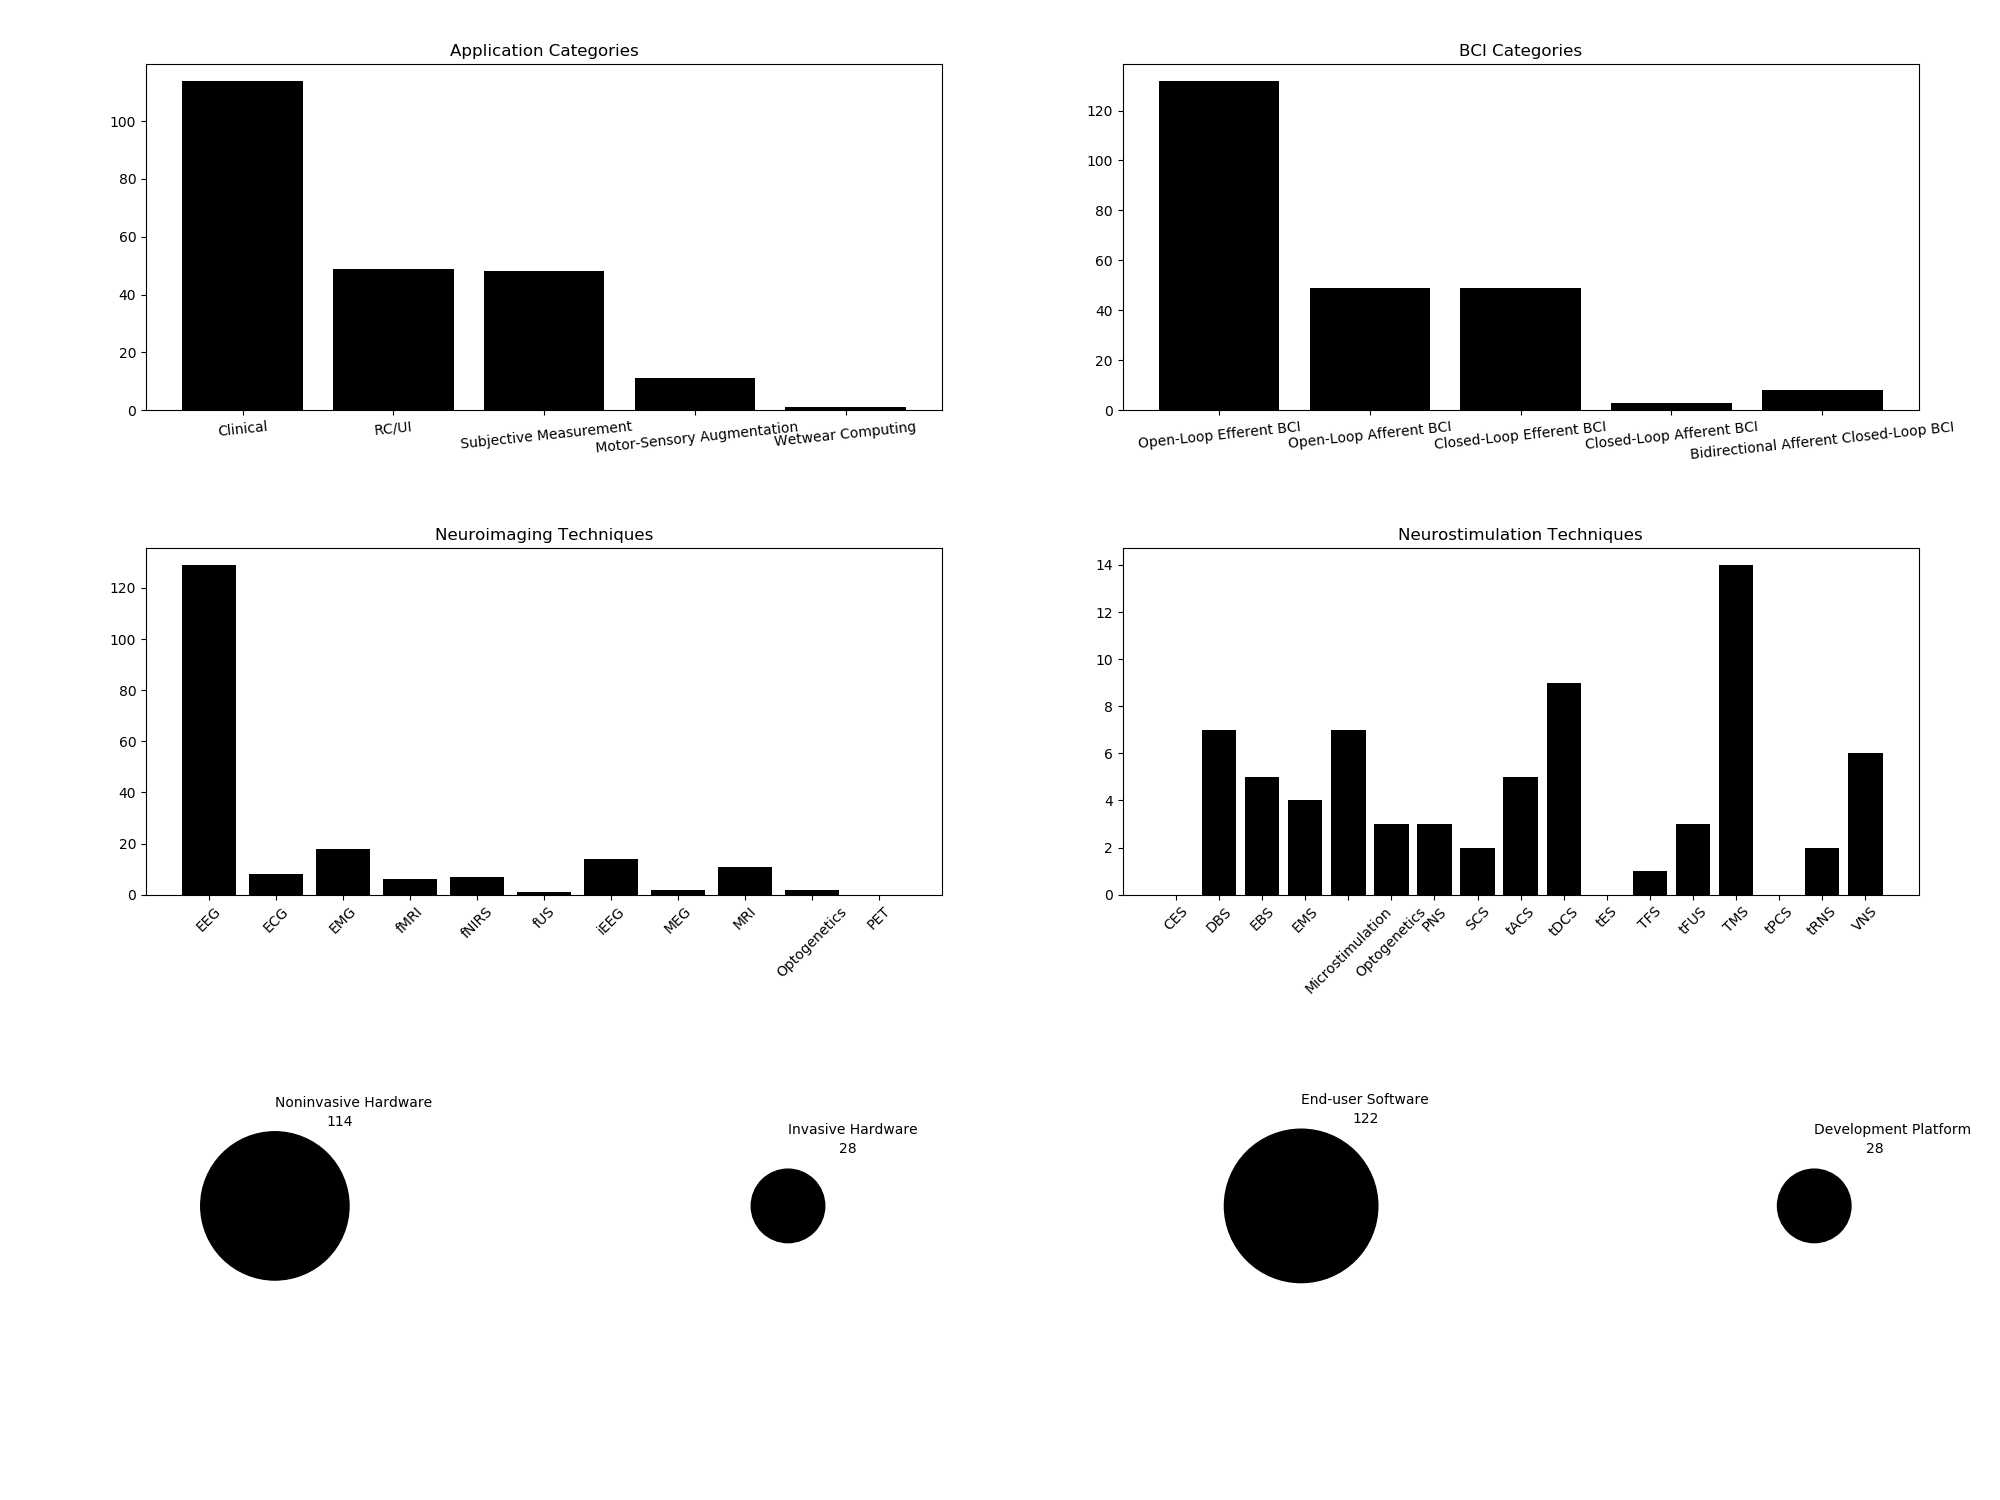 Application Categories
100
80
60
40
20
0
Clinical
RC/UI
Subjective Measurement
Motor-Sensory Augmentation
Wetwear Computing
BCI Categories
120
100
80
60
40
20
0
Open-Loop Efferent BCI
Open-Loop Afferent BCI
Closed-Loop Efferent BCI
Closed-Loop Afferent BCI
Bidirectional Afferent Closed-Loop BCI
Neuroimaging Techniques
120
100
80
60
40
20
0
EEG
ECG
EMG
fMRI
fNIRS
fUS
iEEG
MEG
MRI
Optogenetics
PET
Neurostimulation Techniques
14
12
10
8
6
4
2
0
CES
DBS
EBS
EMS
Microstimulation
Optogenetics
PNS
SCS
tACS
tDCS
tES
TFS
tFUS
TMS
tPCS
tRNS
VNS
Noninvasive Hardware
114
Invasive Hardware
28
End-user Software
122
Development Platform
28